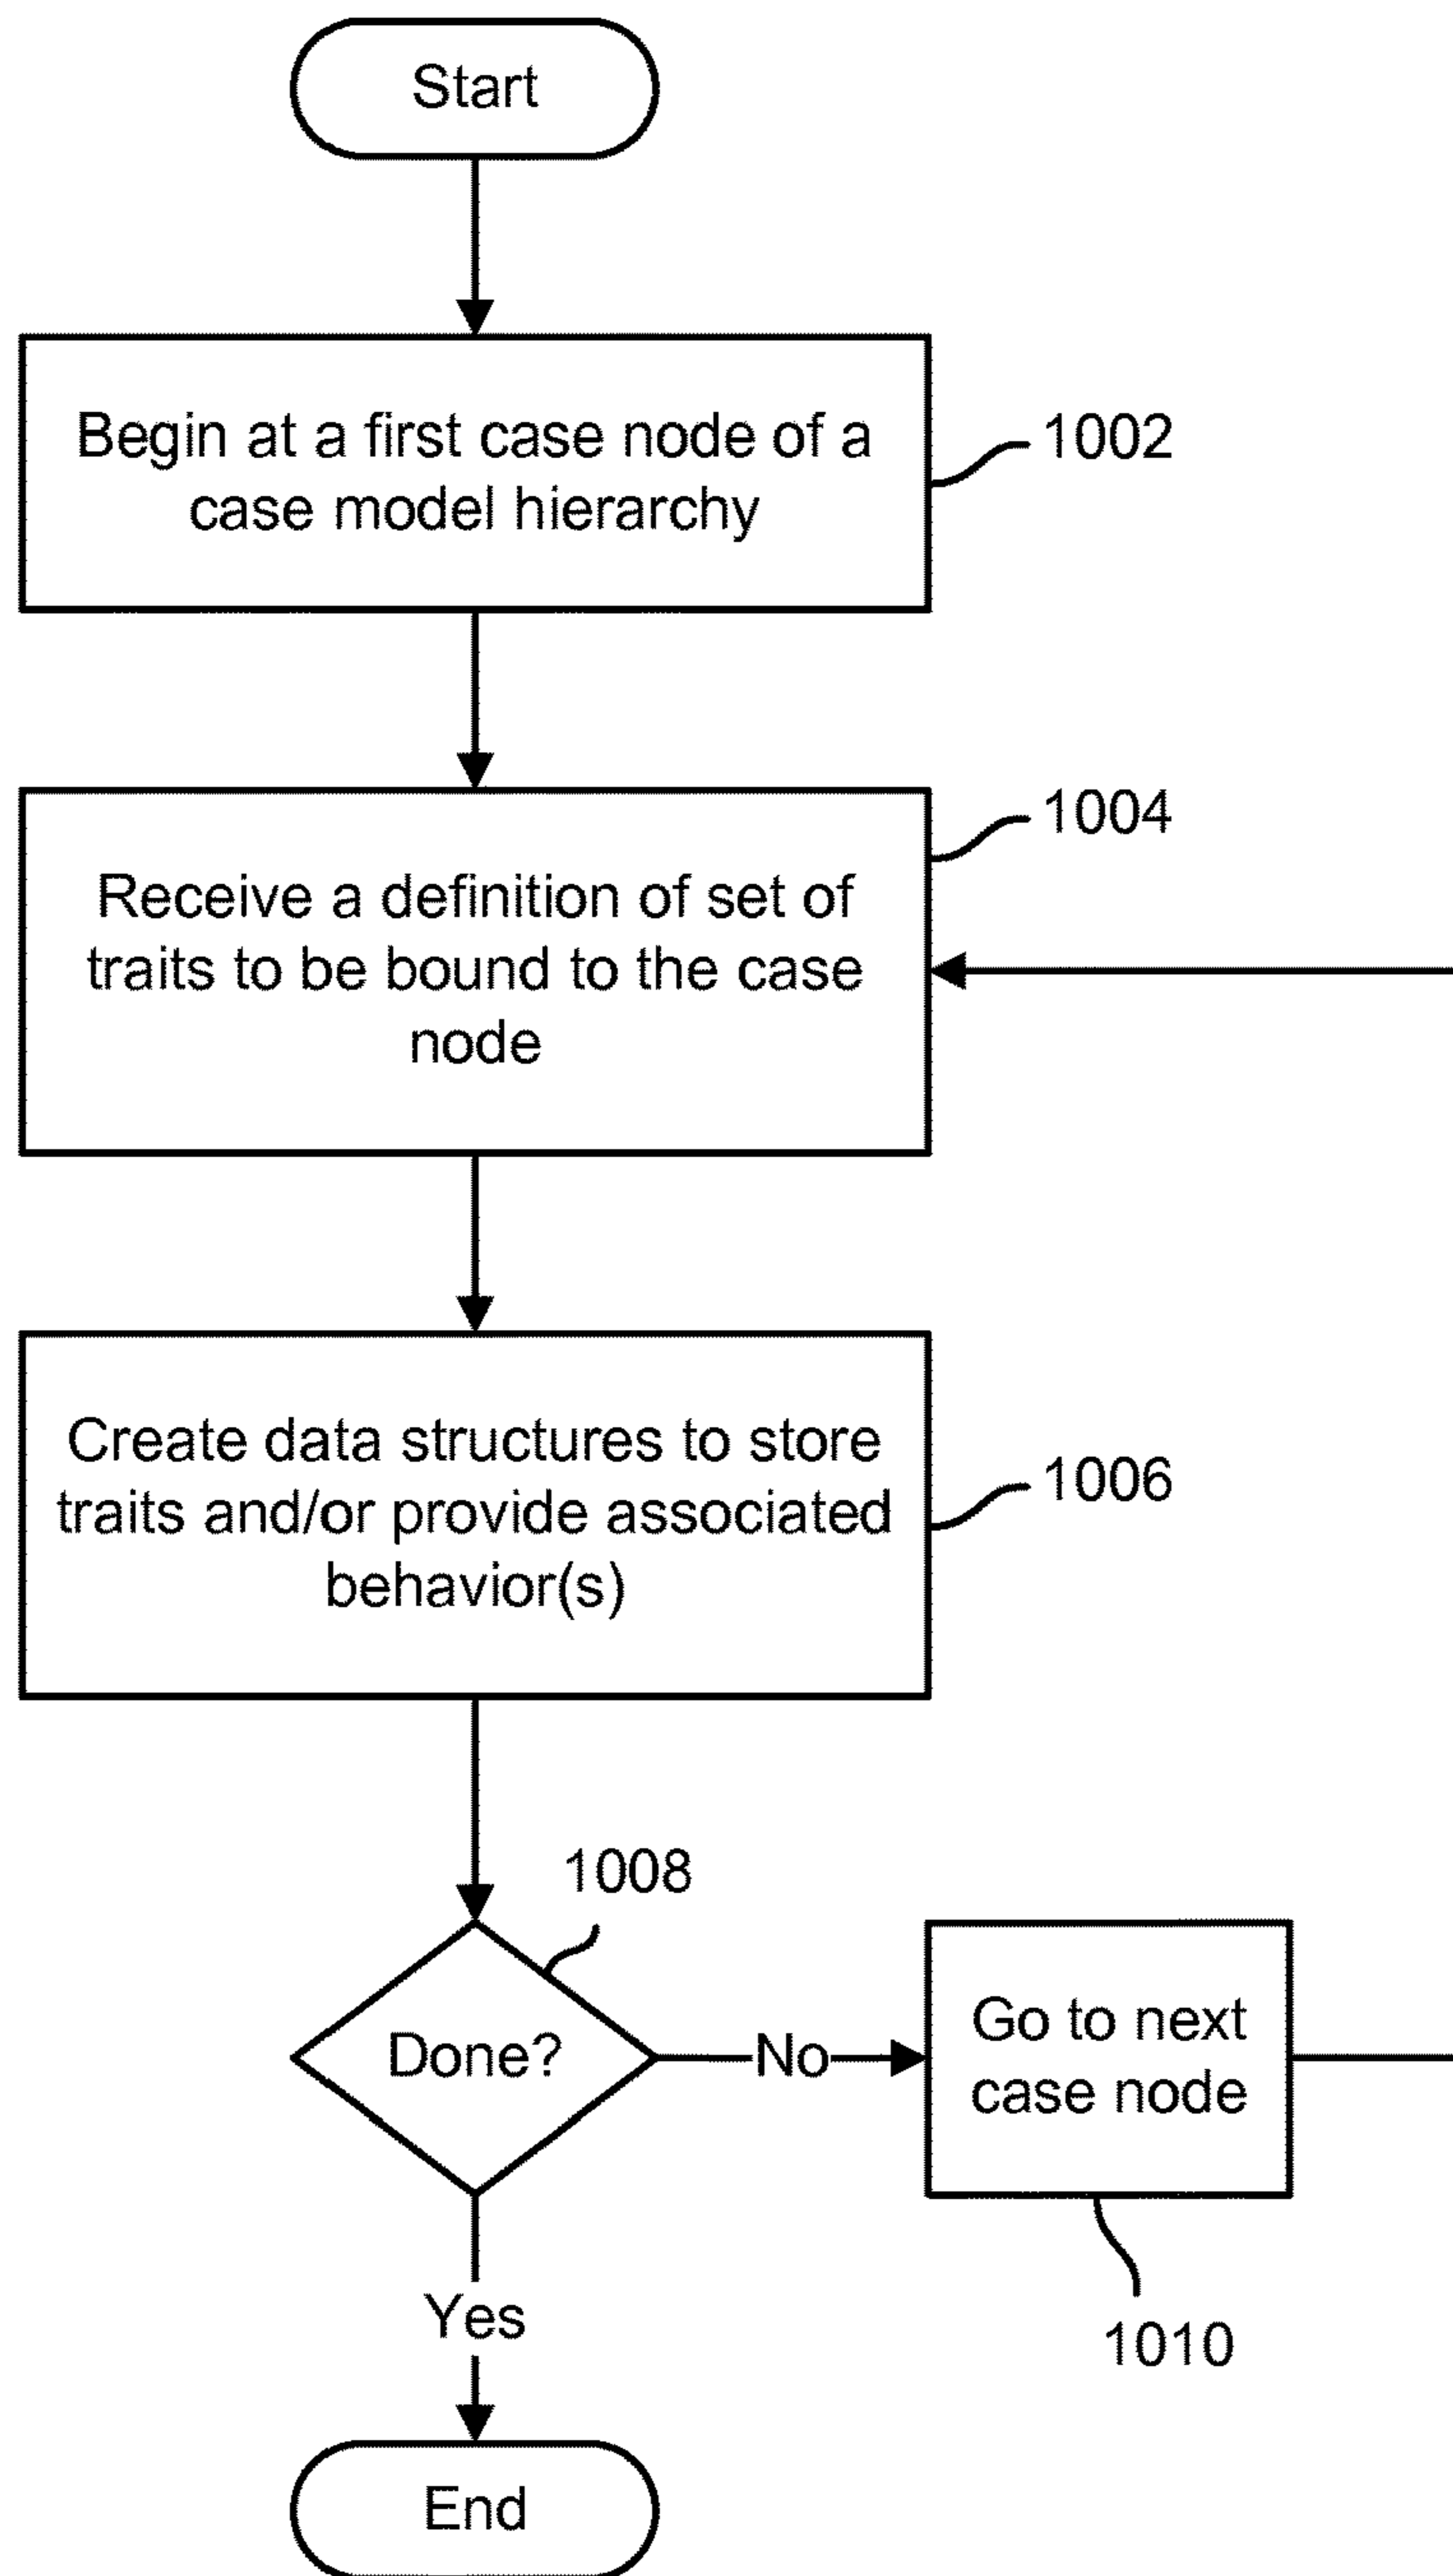 Start
Begin at a first case node of a
case model hierarchy
1002
1004
Receive a definition of set of
traits to be bound to the case
node
Create data structures to store
traits and/or provide associated
behavior(s)
1006
1008
Done?
No
Go to next
case node
Yes
1010
End